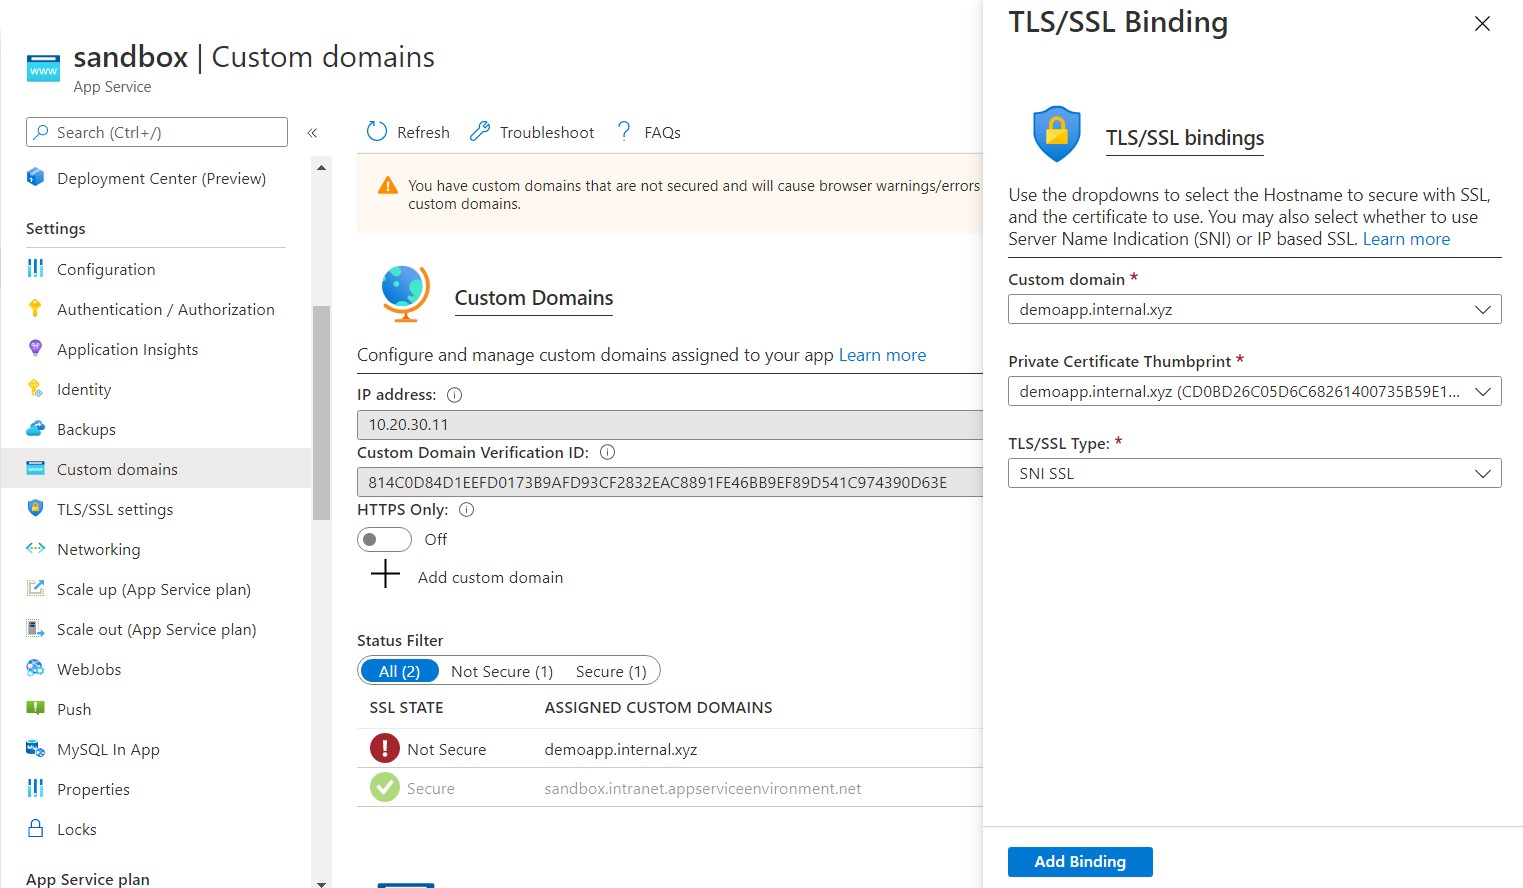 sandbox | Custom domains
App Service
Search (Ctrl+/)
«
Deployment Center (Preview)
Settings
Configuration
Authentication / Authorization
Application Insights
Identity
Backups
Custom domains
TLS/SSL settings
Networking
Scale up (App Service plan)
Scale out (App Service plan)
WebJobs
Push
MySQL In App
Properties
Locks
App Service plan
Refresh
Troubleshoot
? FAQs
You have custom domains that are not secured and will cause browser warnings/errors
custom domains.
Custom Domains
Configure and manage custom domains assigned to your app Learn more
IP address:
10.20.30.11
Custom Domain Verification ID:
814C0D84D1EEFD0173B9AFD93CF2832EAC8891FE46BB9EF89D541C974390D63E
HTTPS Only:
Off
Add custom domain
Status Filter
All (2) Not Secure (1) Secure (1)
SSL STATE ASSIGNED CUSTOM DOMAINS
Not Secure demoapp.internal.xyz
Secure sandbox.intranet.appserviceenvironment.net
TLS/SSL Binding
TLS/SSL bindings
Use the dropdowns to select the Hostname to secure with SSL,
and the certificate to use. You may also select whether to use
Server Name Indication (SNI) or IP based SSL. Learn more
Custom domain *
demoapp.internal.xyz
Private Certificate Thumbprint *
demoapp.internal.xyz (CD0BD26C05D6C68261400735B59E1...
TLS/SSL Type: *
SNI SSL
Add Binding